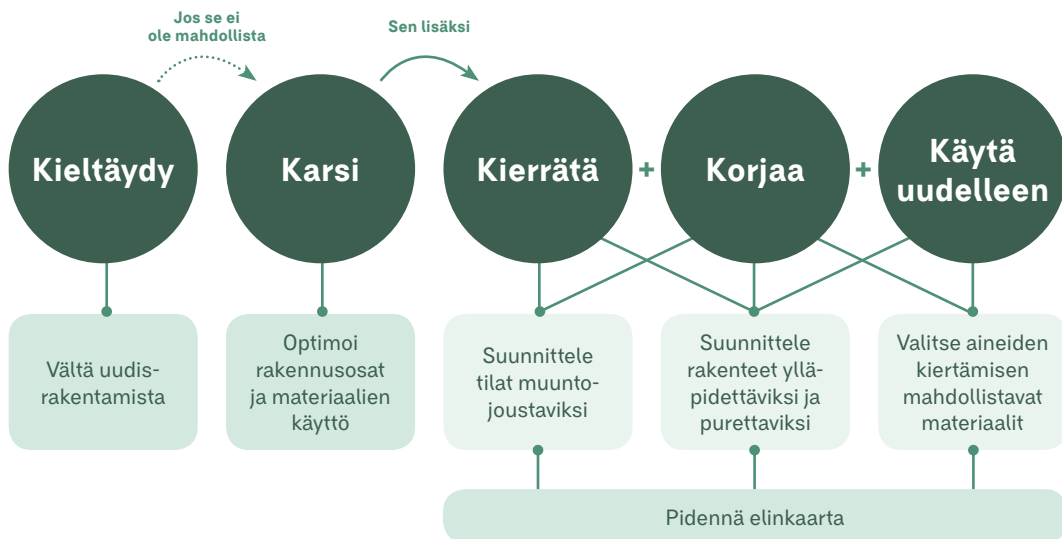 Jos se ei
ole mahdollista
Sen lisäksi
Kieltäydy
Karsi
Kierrätä
+
Korjaa
+
Käytä
uudelleen
Vältä uudis-
rakentamista
Optimoi
rakennusosat
ja materiaalien
käyttö
Suunnittele
tilat muunto-
joustaviksi
Suunnittele
rakenteet yllä-
pidettäviksi ja
purettaviksi
Valitse aineiden
kiertämisen
mahdollistavat
materiaalit
Pidennä elinkaarta